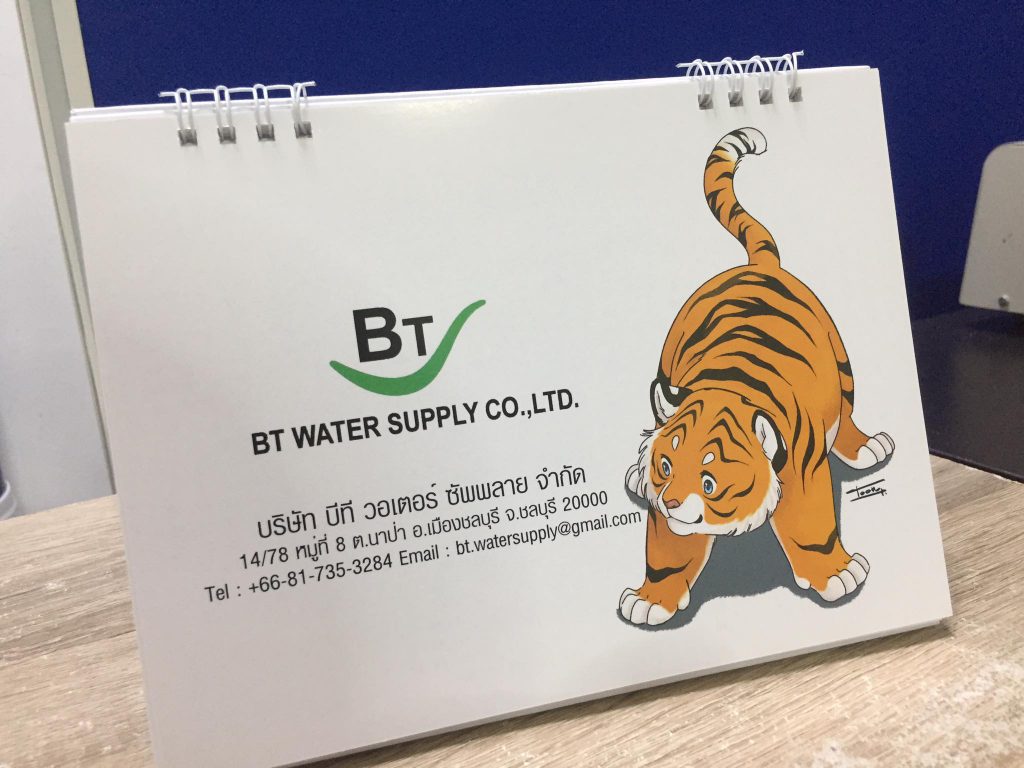 BT
BT WATER SUPPLY CO.,LTD.
บริษัท บีที วอเตอร์ ซัพพลาย จำกัด
14/78 หมู่ที่ 8 ต.นาป่า อ.เมืองชลบุรี จ.ชลบุรี 20000
Tel : +66-81-735-3284 Email : bt.watersupply@gmail.com